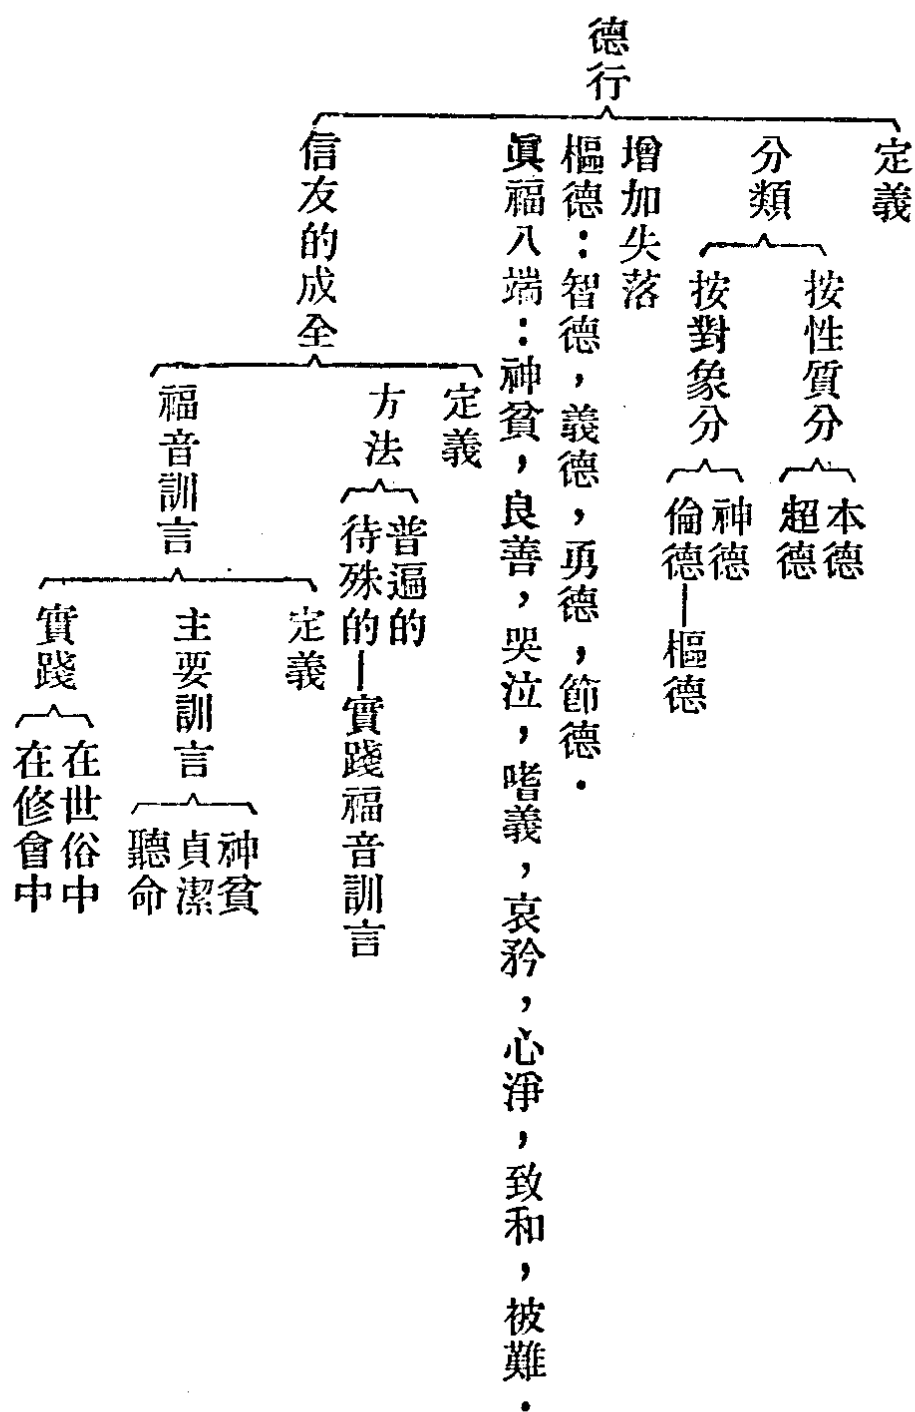 德行
定義
分類
按性質分
本德
超德
按對象分
神德
倫德—樞德
增加失落
樞德：智德，義德，勇德，節德．
眞福八端：神貧，良善，哭泣，嗜義，哀矜，心淨，致和，被難．
信友的成全
定義
方法
普遍的
待殊的—實踐福音訓言
福音訓言
定義
主要訓言
神貧
貞潔
聽命
實踐
在世俗中
在修會中